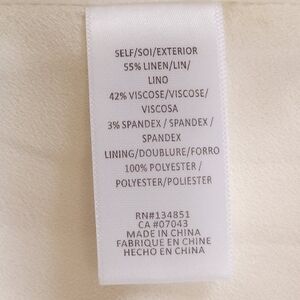 SELF/SOI/EXTERIOR
55% LINEN/LIN/
LINO
42% VISCOSE/VISCOSE/
VISCOSA
3% SPANDEX / SPANDEX /
SPANDEX
LINING/DOUBLURE/FORRO
100% POLYESTER /
POLYESTER/POLIESTER
RN#134851
CA #07043
MADE IN CHINA
FABRIQUE EN CHINE
HECHO EN CHINA